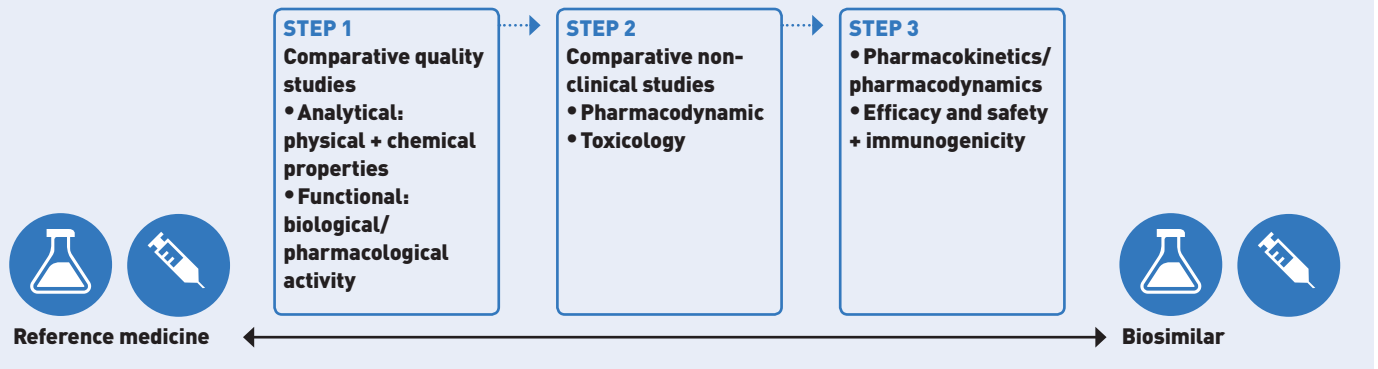 STEP 1
Comparative quality
studies
• Analytical:
physical + chemical
properties
• Functional:
biological/
pharmacological
activity
STEP 2
Comparative non-
clinical studies
• Pharmacodynamic
• Toxicology
STEP 3
• Pharmacokinetics/
pharmacodynamics
• Efficacy and safety
+ immunogenicity
Reference medicine
Biosimilar